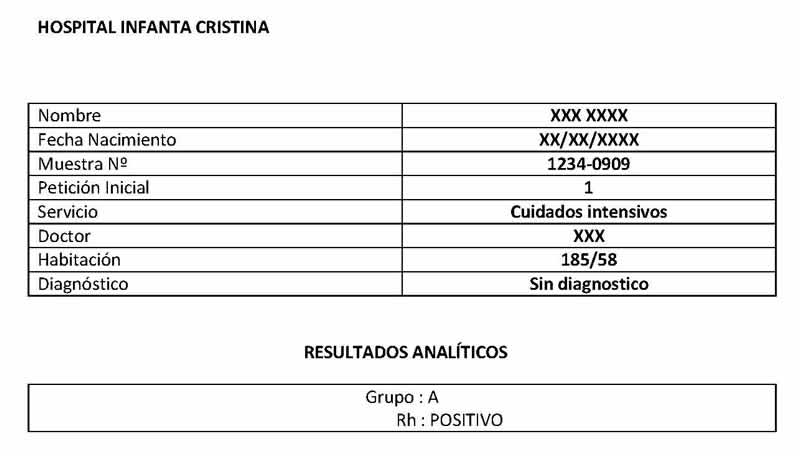 HOSPITAL INFANTA CRISTINA
Nombre XXX XXXX
Fecha Nacimiento XX/XX/XXXX
Muestra Nº 1234-0909
Petición Inicial 1
Servicio Cuidados intensivos
Doctor XXX
Habitación 185/58
Diagnóstico Sin diagnostico
RESULTADOS ANALÍTICOS
Grupo : A
Rh : POSITIVO